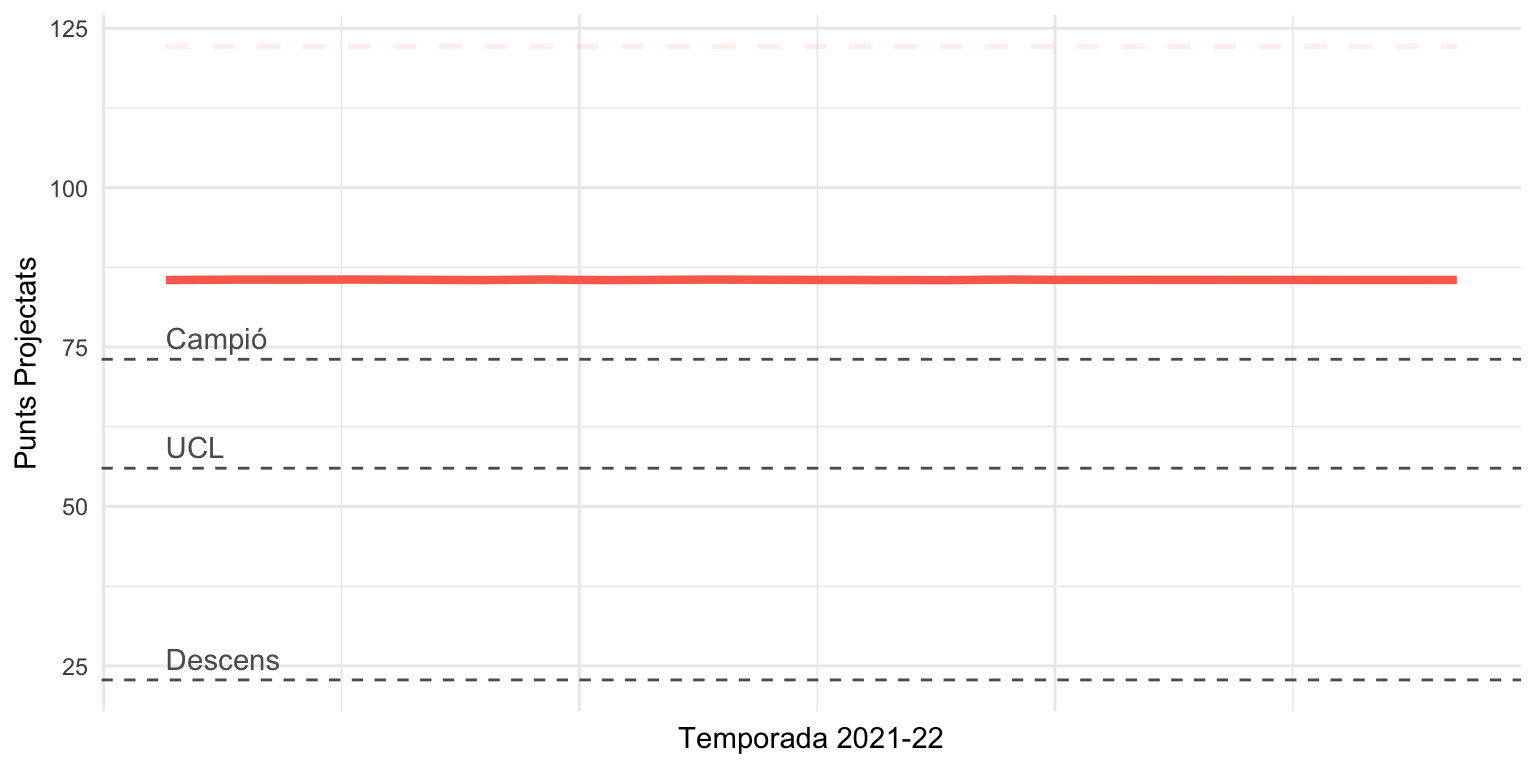 125
100
75
50
25
Punts Projectats
Campió
UCL
Descens
Temporada 2021-22